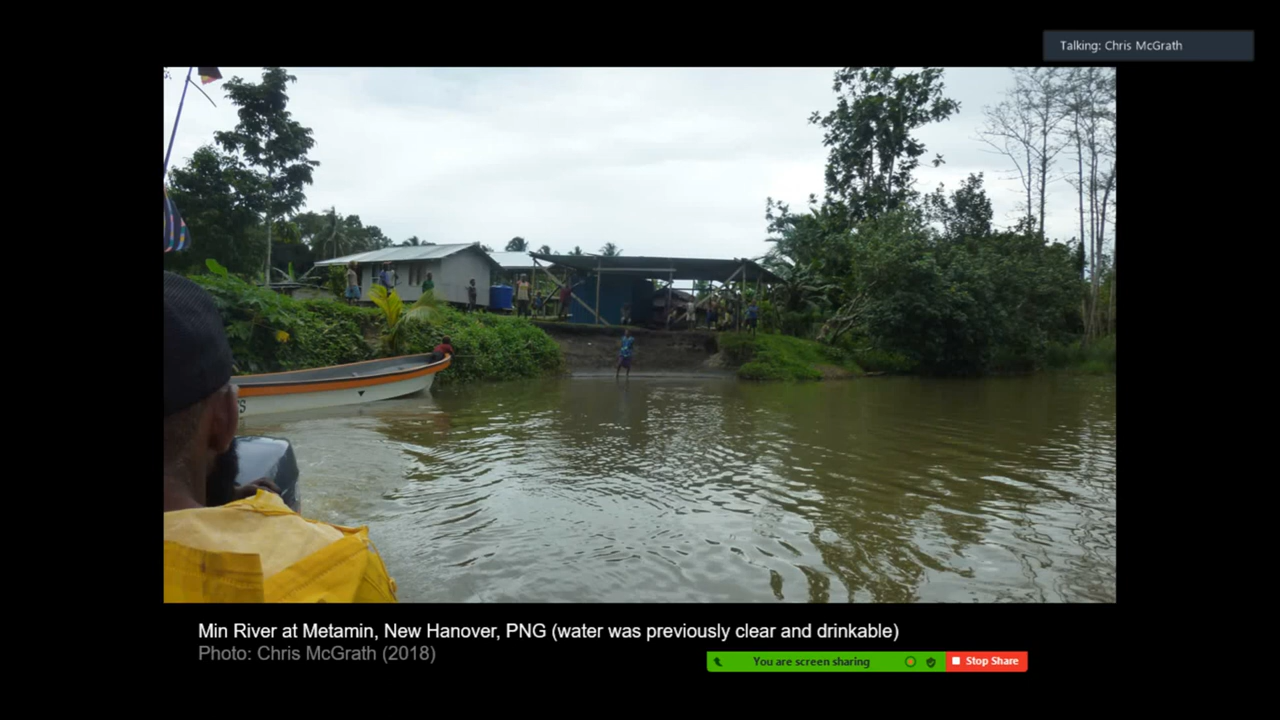 Talking: Chris McGrath
Min River at Metamin, New Hanover, PNG (water was previously clear and drinkable)
Photo: Chris McGrath (2018)
You are screen sharing
Stop Share